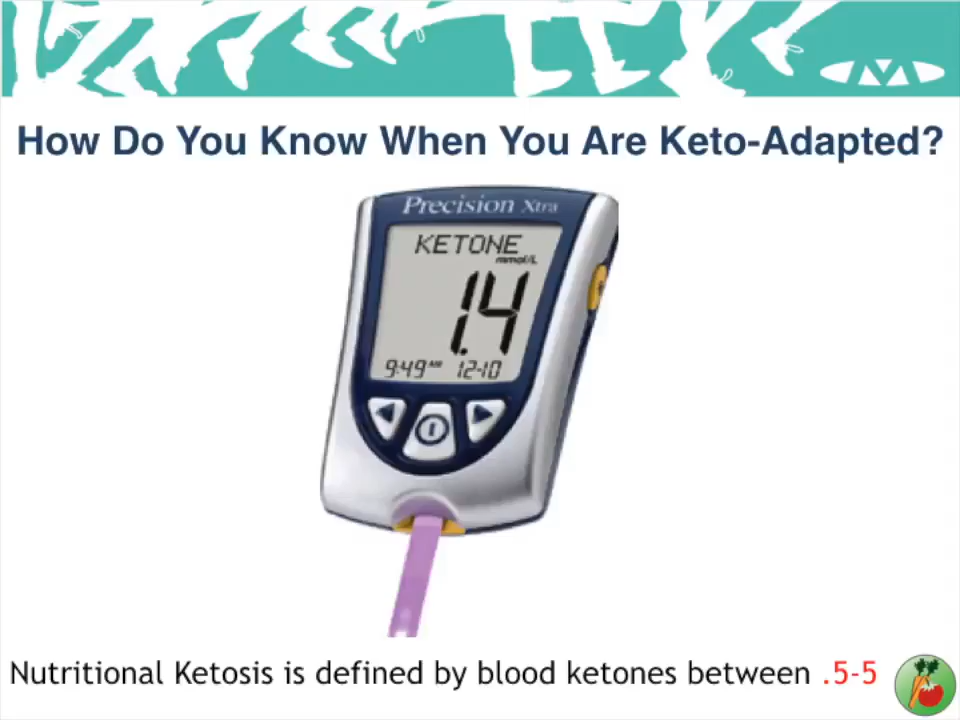 How Do You Know When You Are Keto-Adapted?
Precision Xtra
KETONE
mmol/L
1.4
9:49 AM 12-10
Nutritional Ketosis is defined by blood ketones between .5-5